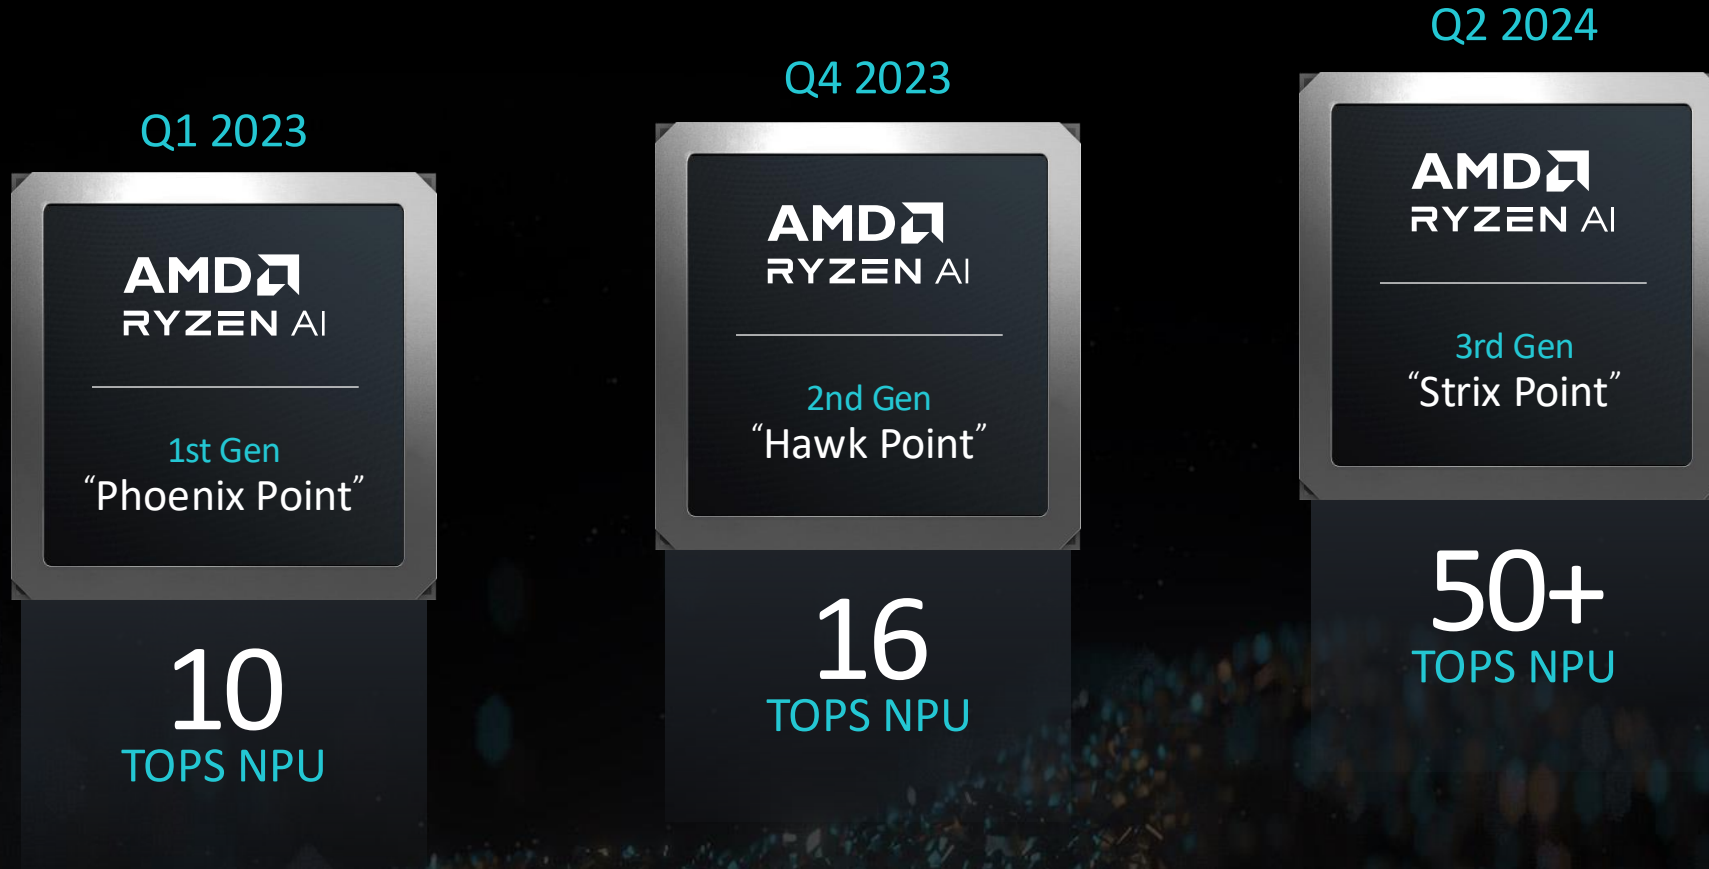 Q1 2023
AMD
RYZEN AI
1st Gen
“Phoenix Point”
10
TOPS NPU
Q4 2023
AMD
RYZEN AI
2nd Gen
“Hawk Point”
16
TOPS NPU
Q2 2024
AMD
RYZEN AI
3rd Gen
“Strix Point”
50+
TOPS NPU